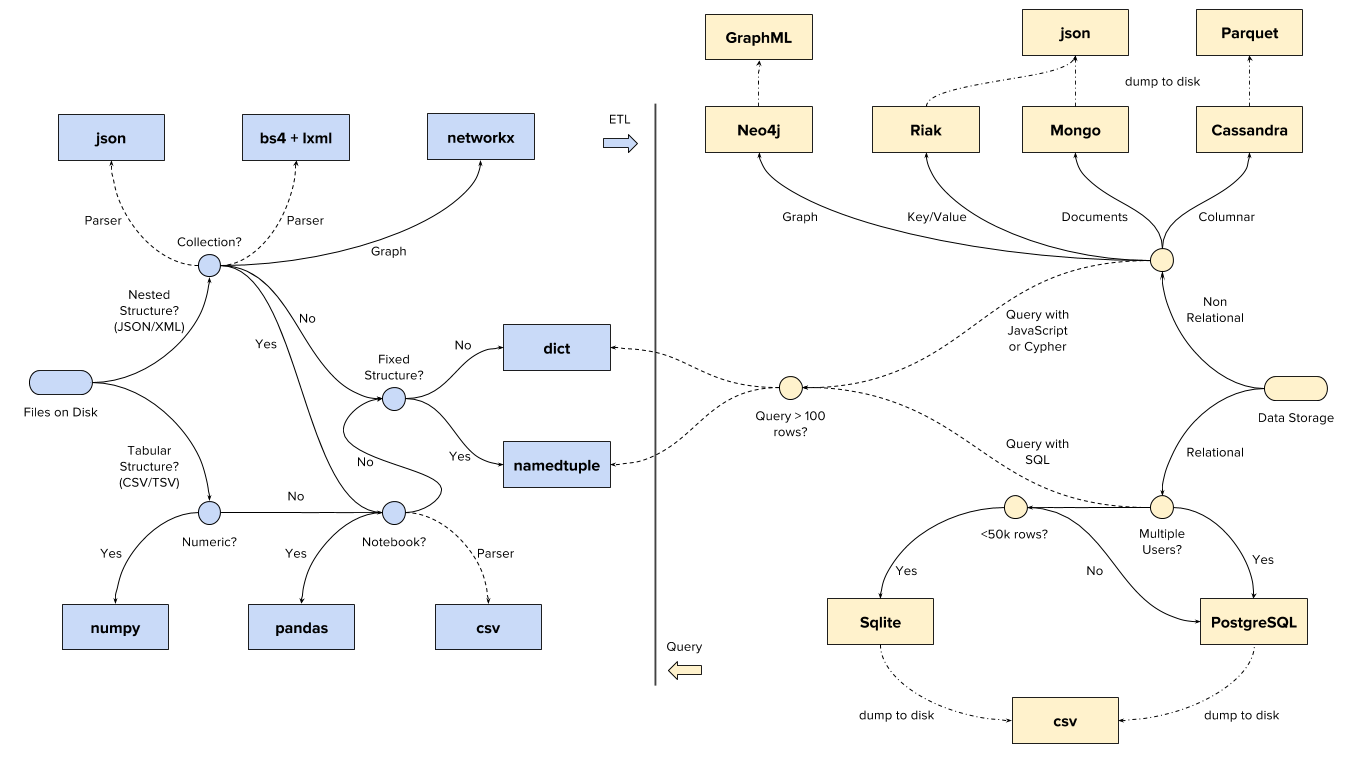 GraphML
json
Parquet
dump to disk
ETL
json
bs4 + lxml
networkx
Neo4j
Riak
Mongo
Cassandra
Parser
Parser
Graph
Graph
Key/Value
Documents
Columnar
Collection?
Nested
Structure?
(JSON/XML)
No
Yes
Fixed
Structure?
No
dict
Query with
JavaScript
or Cypher
Non
Relational
Files on Disk
Query > 100
rows?
Data Storage
Tabular
Structure?
(CSV/TSV)
No
Yes
namedtuple
Query with
SQL
Relational
No
Numeric?
Notebook?
<50k rows?
Multiple
Users?
Yes
Yes
Parser
Yes
No
Yes
numpy
pandas
csv
Sqlite
PostgreSQL
Query
dump to disk
csv
dump to disk